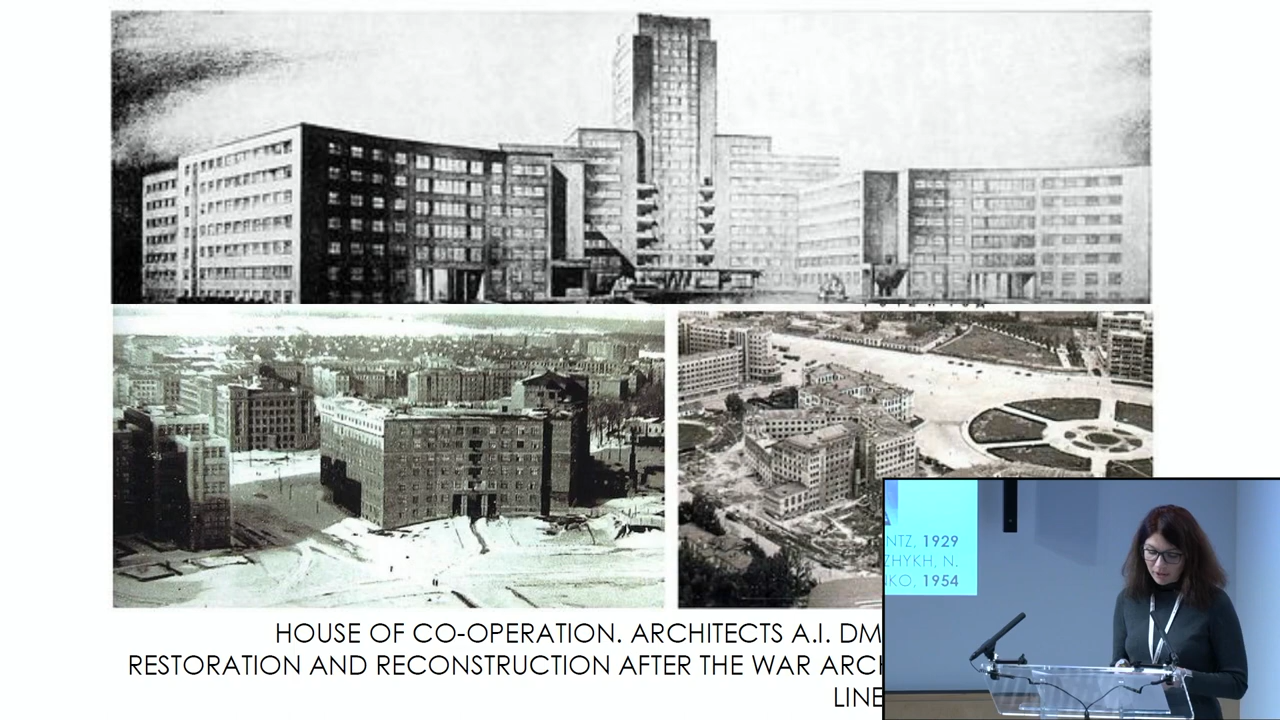 HOUSE OF CO-OPERATION. ARCHITECTS A.I. DM
RESTORATION AND RECONSTRUCTION AFTER THE WAR ARCH
LINE
NTZ, 1929
ZHYKH, N.
KO, 1954